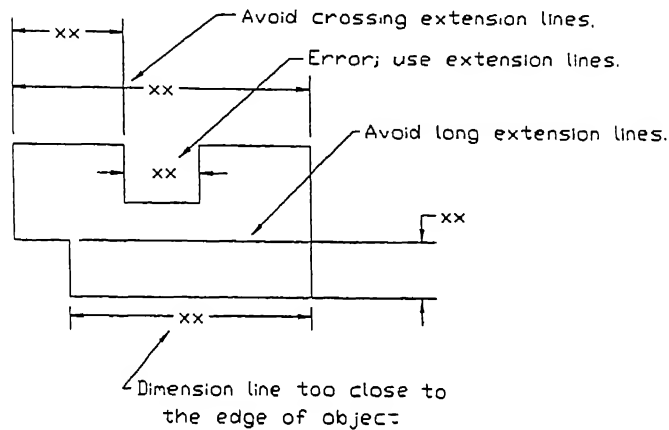 Avoid crossing extension lines.
xx
Error; use extension lines.
xx
Avoid long extension lines.
xx
xx
xx
Dimension line too close to
the edge of object.